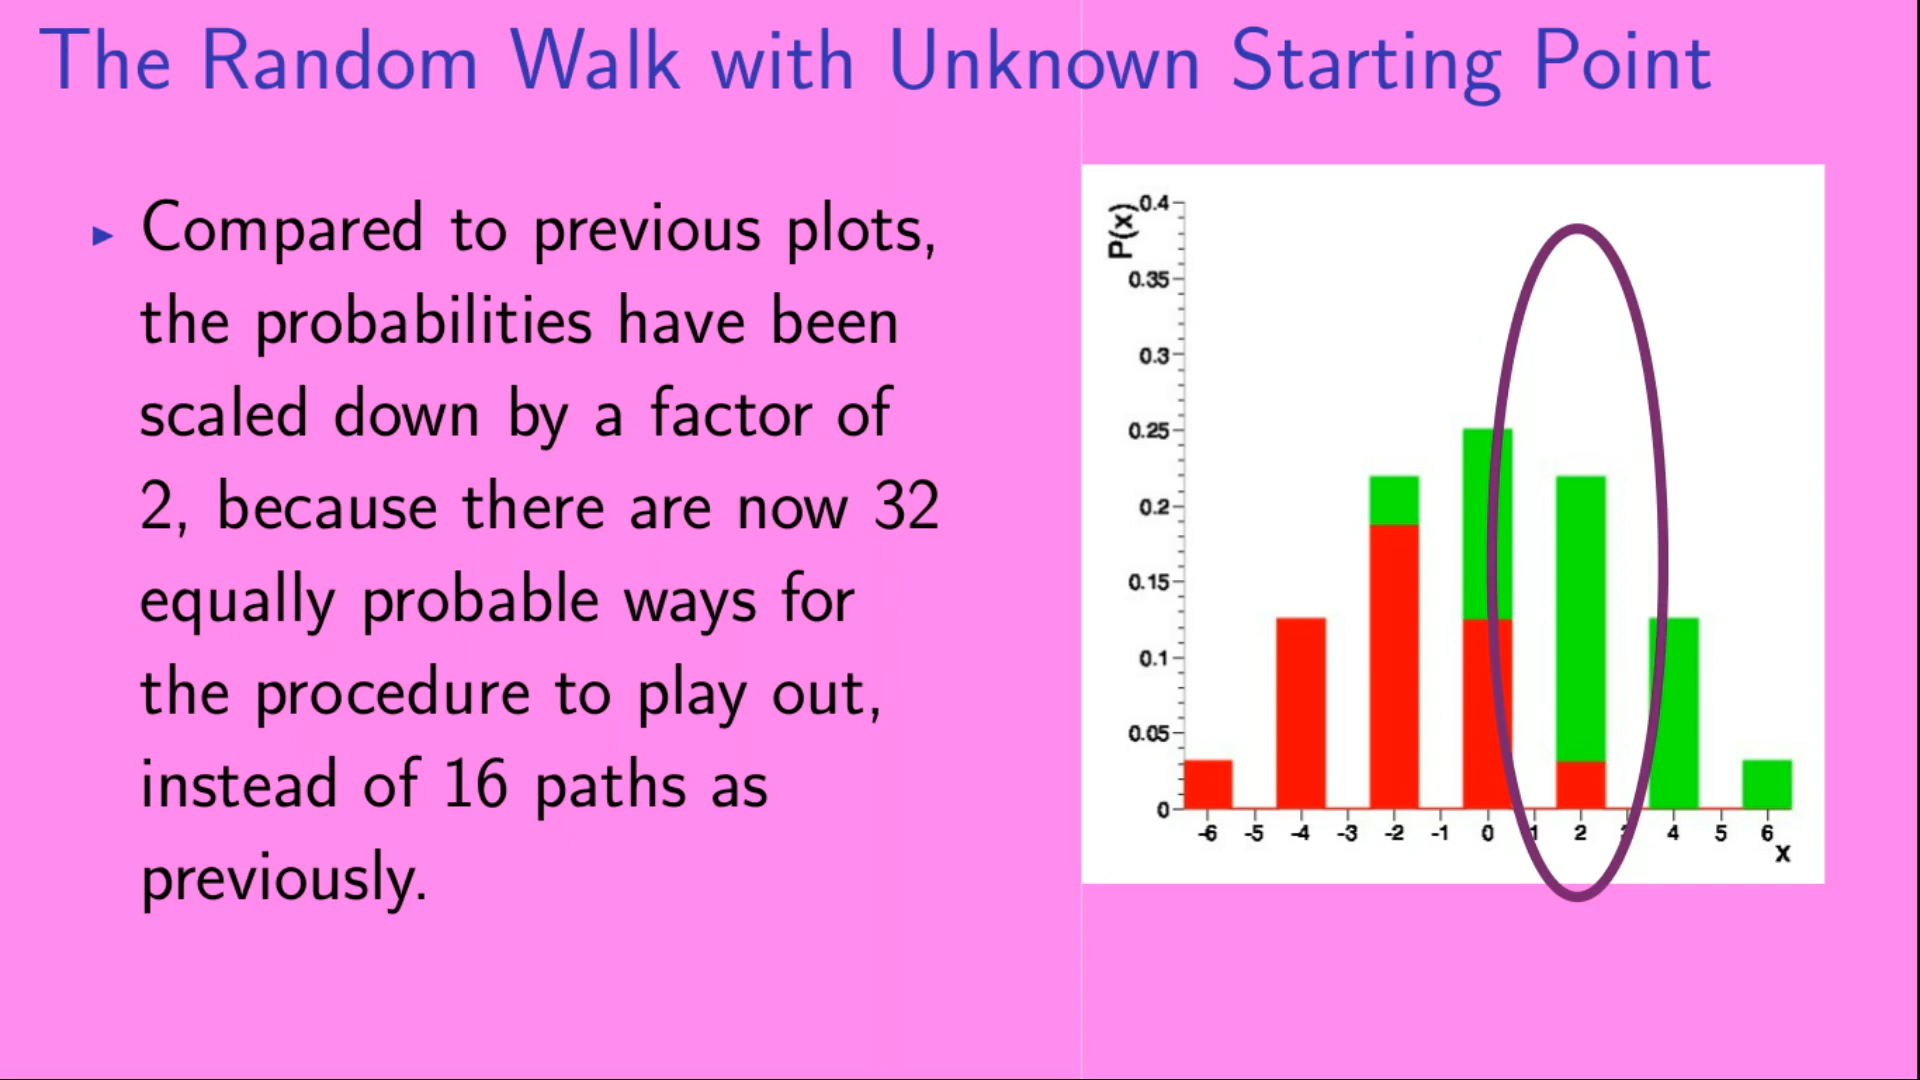 The Random Walk with Unknown Starting Point
► Compared to previous plots,
the probabilities have been
scaled down by a factor of
2, because there are now 32
equally probable ways for
the procedure to play out,
instead of 16 paths as
previously.
P(x)
0.4
0.35
0.3
0.25
0.2
0.15
0.1
0.05
0
-6 -5 -4 -3 -2 -1 0 1 2 3 4 5 6
x